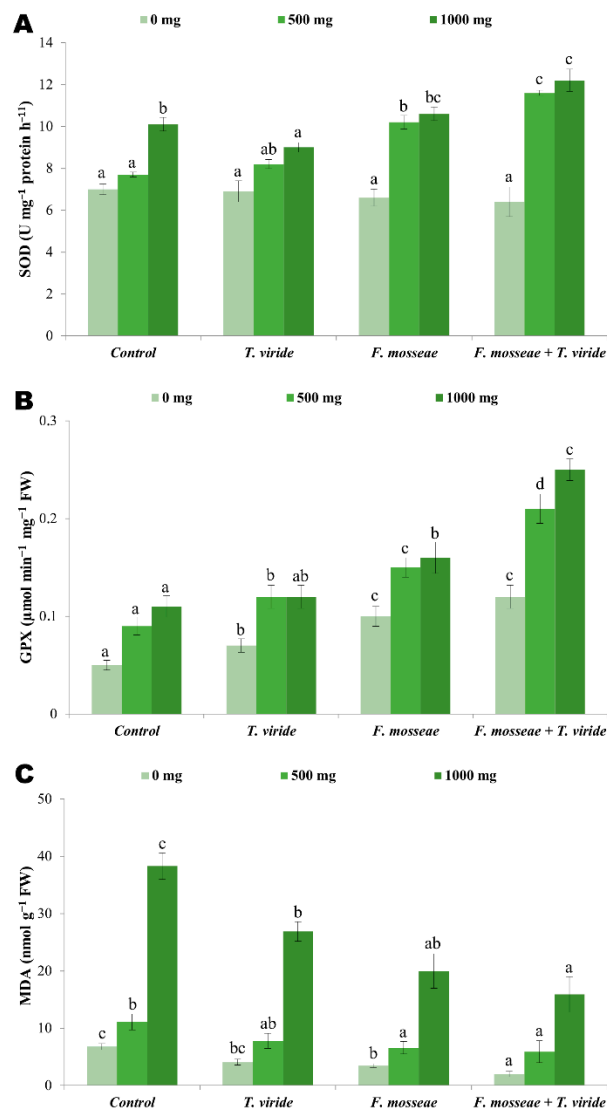 A
0 mg 500 mg 1000 mg
SOD (U mg⁻¹ protein h⁻¹¹)
14
12
10
8
6
4
2
0
a a b
a ab a
a b bc
a c c
Control T. viride F. mosseae F. mosseae + T. viride
B
0 mg 500 mg 1000 mg
GPX (µmol min⁻¹ mg⁻¹ FW)
0.3
0.2
0.1
0
a a a
b b ab
c c b
c d c
Control T. viride F. mosseae F. mosseae + T. viride
C
0 mg 500 mg 1000 mg
MDA (nmol g⁻¹ FW)
50
40
30
20
10
0
c b c
bc ab b
b a ab
a a a
Control T. viride F. mosseae F. mosseae + T. viride